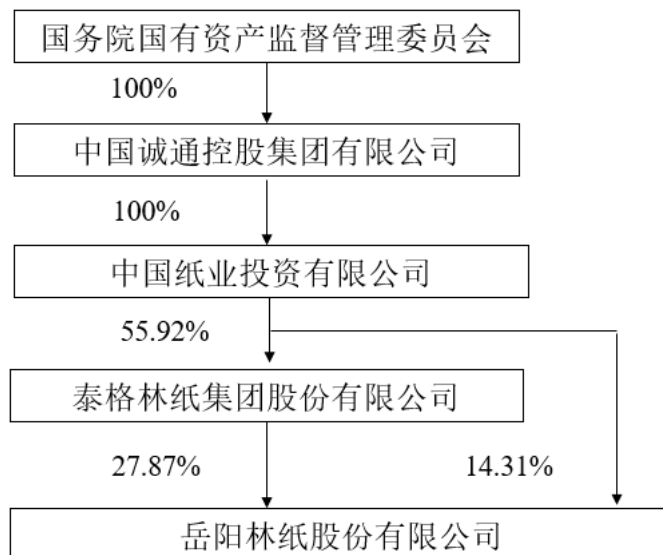 国务院国有资产监督管理委员会
100%
中国诚通控股集团有限公司
100%
中国纸业投资有限公司
55.92%
泰格林纸集团股份有限公司
27.87%
14.31%
岳阳林纸股份有限公司